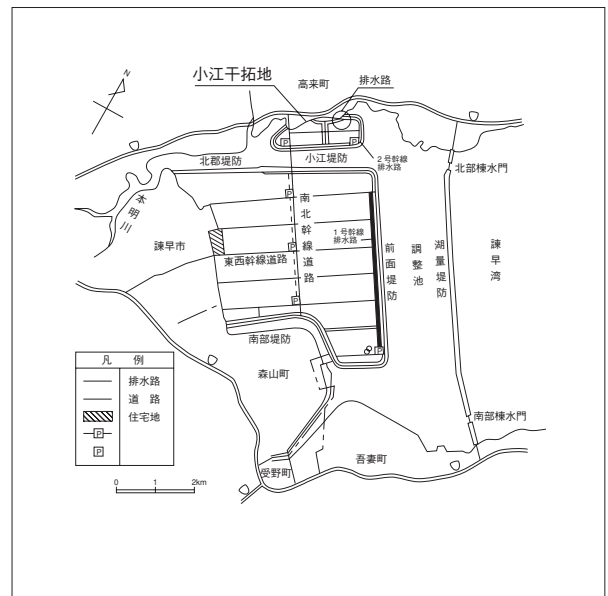 N
小江干拓地
高来町
排水路
P
P
北郡堤防
小江堤防
2号幹線
排水路
北部棟水門
本明川
諫早市
P
南北幹線道路
1号幹線
排水路
前面堤防
調整池
湖量堤防
諫早湾
P
東西幹線道路
P
南部堤防
P
森山町
凡 例
排水路
道 路
住宅地
P
P
南部棟水門
吾妻町
受野町
0 1 2km